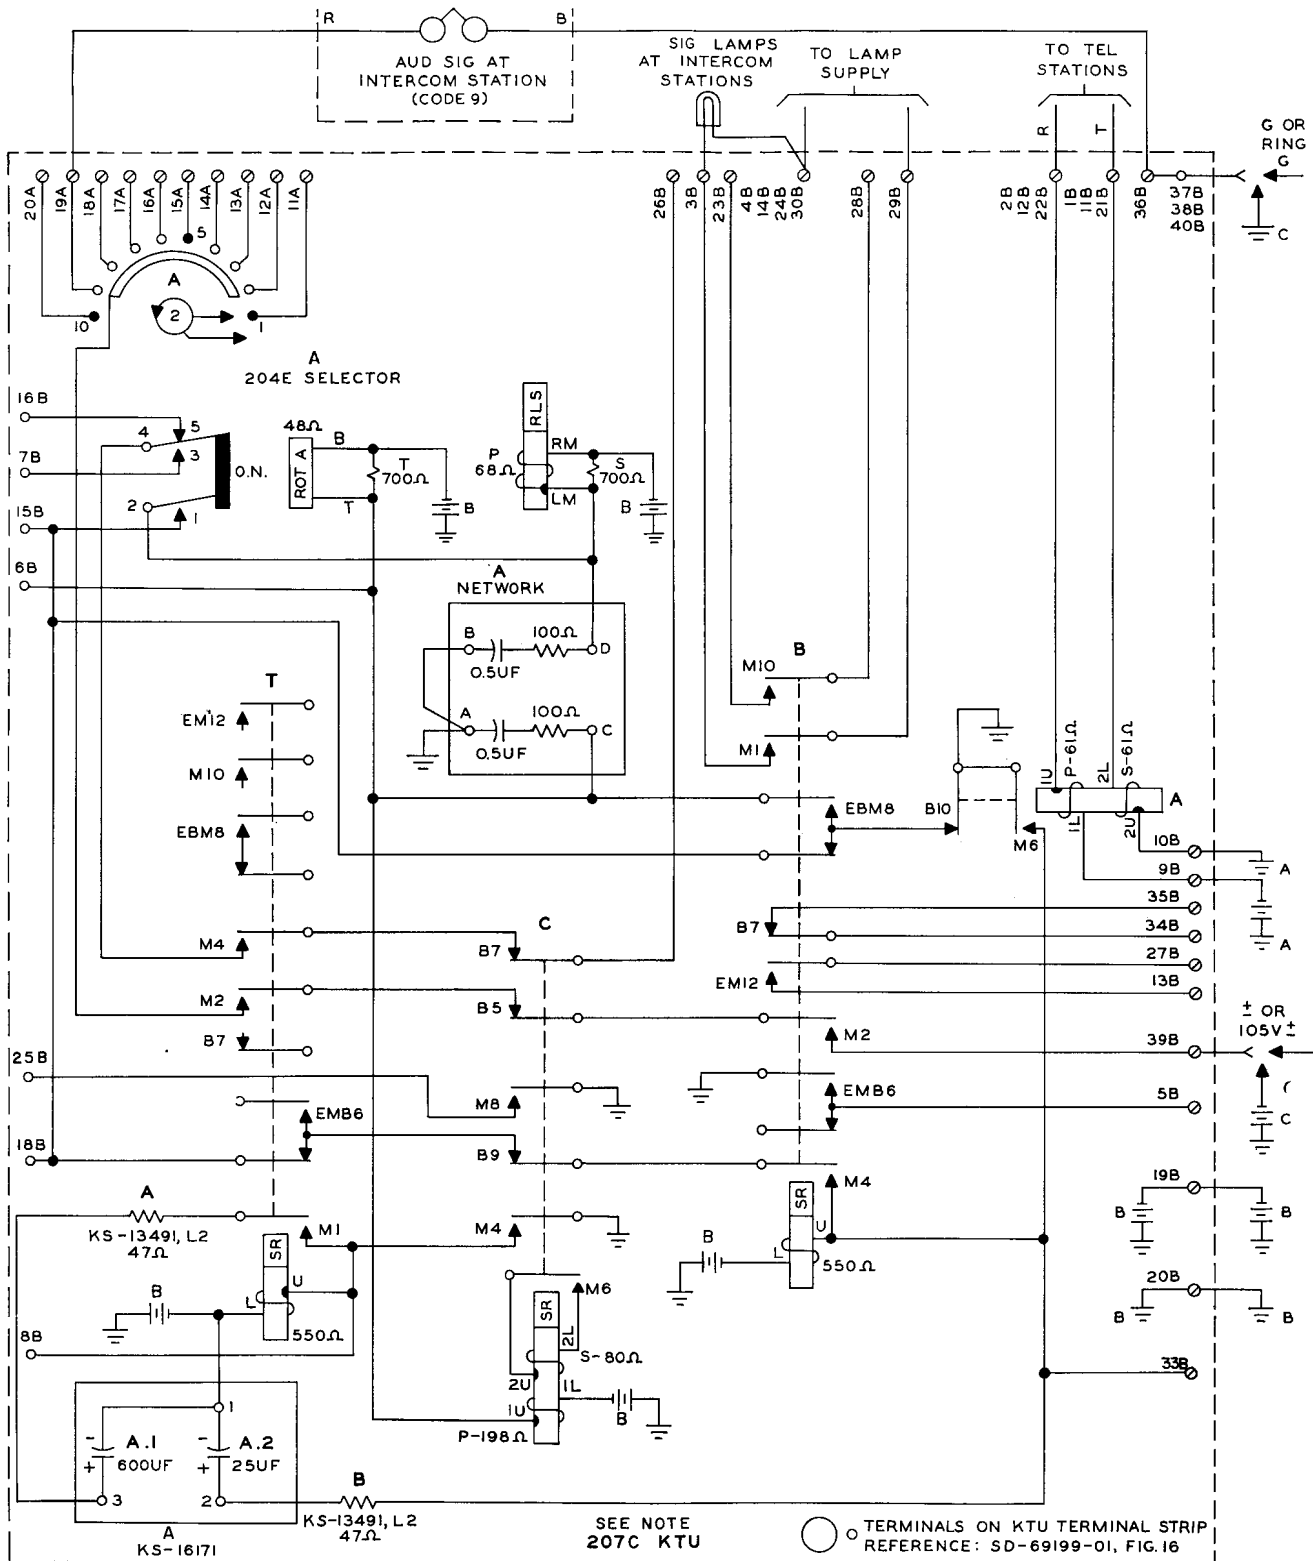 R
B
AUD SIG AT
INTERCOM STATION
(CODE 9)
SIG LAMPS
AT INTERCOM
STATIONS
TO LAMP
SUPPLY
TO TEL
STATIONS
R
T
G OR
RING
G
C
20A
19A
18A
17A
16A
15A
14A
13A
12A
11A
26B
3B
23B
4B
14B
24B
30B
28B
29B
2B
12B
22B
1B
11B
21B
36B
37B
38B
40B
5
A
2
10
1
A
204E SELECTOR
16B
4
5
3
7B
O.N.
2
1
15B
6B
48Ω
ROT A
B
T
T
700Ω
B
RLS
P
68Ω
RM
LM
S
700Ω
B
A
NETWORK
B
100Ω
D
0.5UF
A
100Ω
C
0.5UF
T
EM12
M10
EBM8
M4
M2
B7
25B
EMB6
18B
C
B7
B5
M8
B9
M4
M6
B
M10
M1
EBM8
B10
M6
B7
EM12
M2
EMB6
M4
1U
P-61Ω
2L
S-61Ω
1L
2U
A
10B
A
9B
35B
34B
A
27B
13B
± OR
105V ±
39B
5B
(
C
19B
B
B
20B
B
B
33B
A
KS-13491, L2
47Ω
M1
SR
U
L
B
550Ω
8B
SR
U
L
B
550Ω
SR
2L
S-80Ω
2U
1L
1U
B
P-198Ω
1
-
-
A.1
A.2
+
600UF
+
25UF
3
2
A
KS-16171
B
KS-13491, L2
47Ω
SEE NOTE
207C KTU
TERMINALS ON KTU TERMINAL STRIP
REFERENCE: SD-69199-01, FIG.16